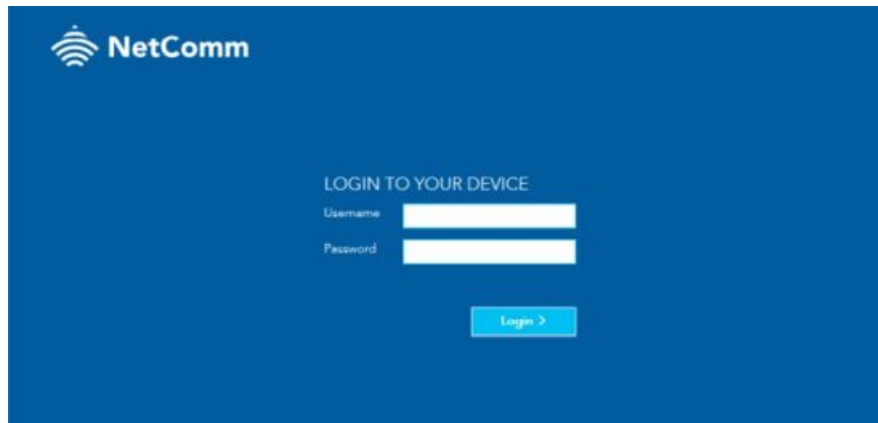 NetComm
LOGIN TO YOUR DEVICE
Username
Password
Login >